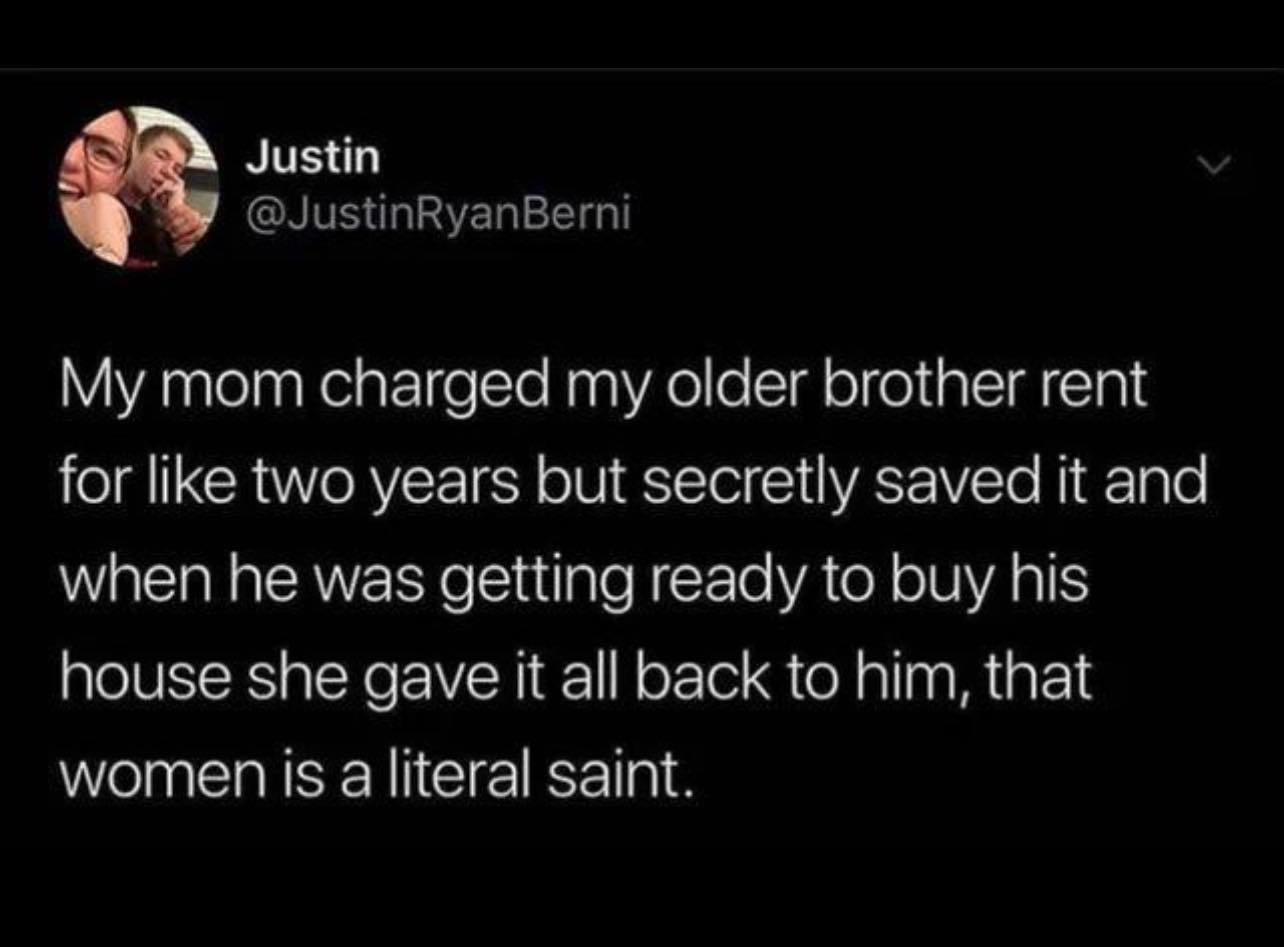 Justin
@JustinRyanBerni
My mom charged my older brother rent
for like two years but secretly saved it and
when he was getting ready to buy his
house she gave it all back to him, that
women is a literal saint.